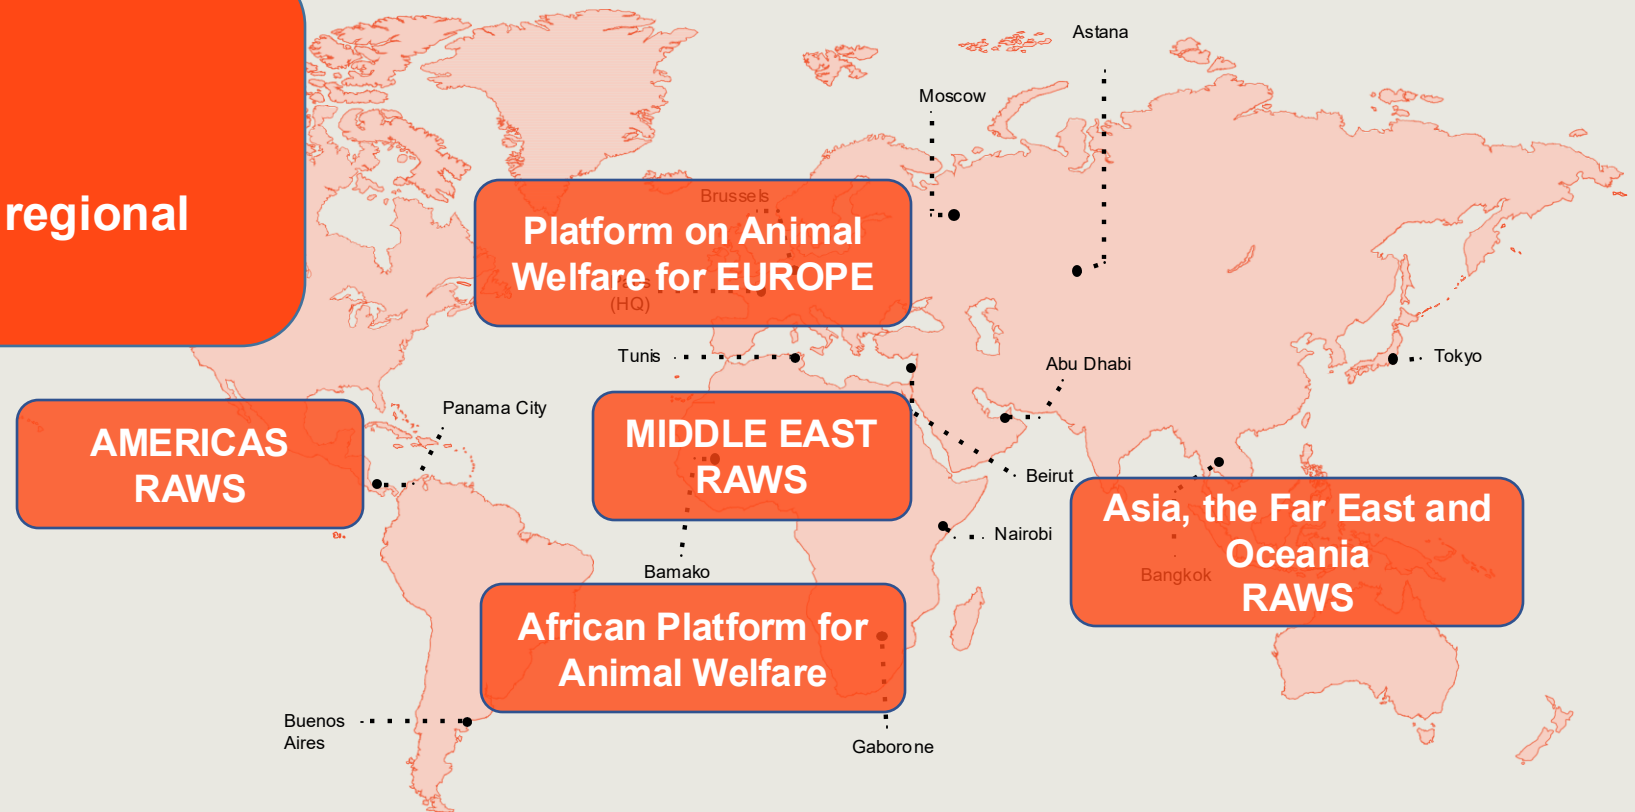 Astana
Moscow
regional
Brussels
Platform on Animal
Welfare for EUROPE
Paris
(HQ)
Tunis
Abu Dhabi
Tokyo
Panama City
AMERICAS
RAWS
MIDDLE EAST
RAWS
Beirut
Asia, the Far East and
Oceania
RAWS
Nairobi
Bamako
Bangkok
African Platform for
Animal Welfare
Buenos
Aires
Gaborone